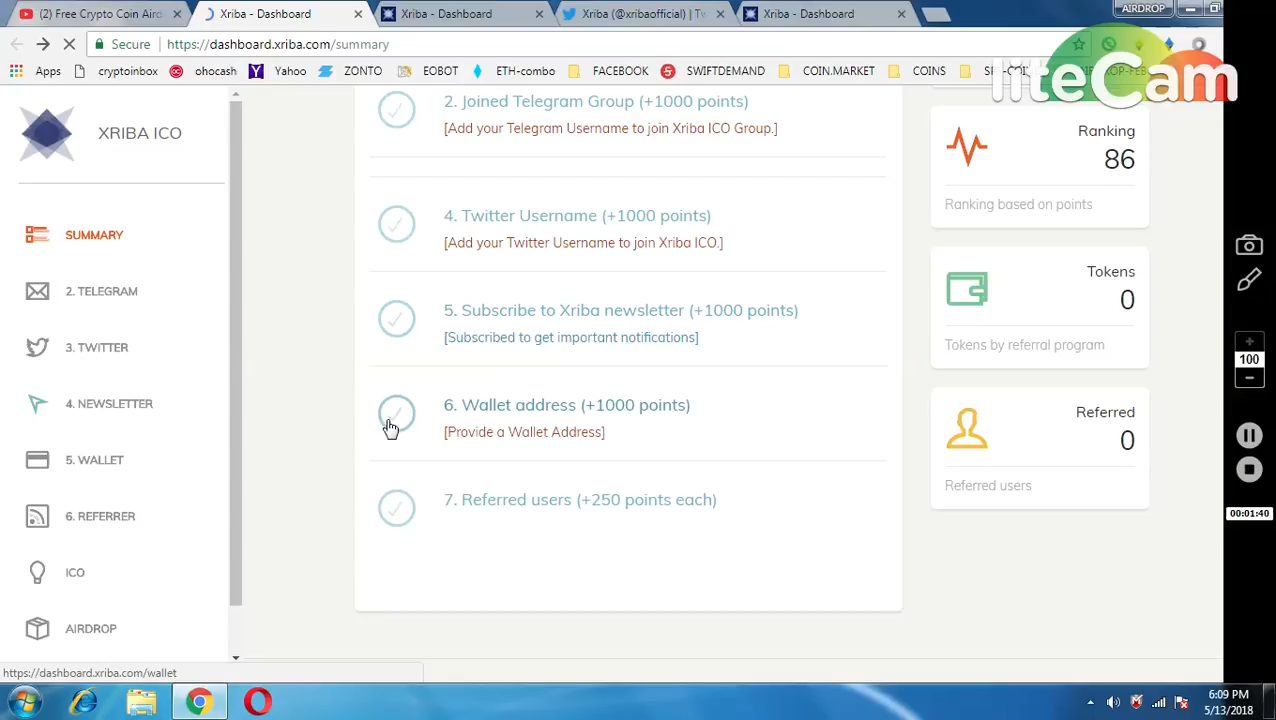 (2) Free Crypto Coin Aird
Xriba - Dashboard
Xriba - Dashboard
Xriba (@xribaofficial) | Tw
Xriba - Dashboard
AIRDROP
Secure
https://dashboard.xriba.com/summary
Apps
cryptoinbox
ohocash
Yahoo
ZONTO
EOBOT
ETH-combo
FACEBOOK
SWIFTDEMAND
COIN.MARKET
COINS
liteCam
XRIBA ICO
SUMMARY
2. TELEGRAM
3. TWITTER
4. NEWSLETTER
5. WALLET
6. REFERRER
ICO
AIRDROP
2. Joined Telegram Group (+1000 points)
[Add your Telegram Username to join Xriba ICO Group.]
4. Twitter Username (+1000 points)
[Add your Twitter Username to join Xriba ICO.]
5. Subscribe to Xriba newsletter (+1000 points)
[Subscribed to get important notifications]
6. Wallet address (+1000 points)
[Provide a Wallet Address]
7. Referred users (+250 points each)
Ranking
86
Ranking based on points
Tokens
0
Tokens by referral program
Referred
0
Referred users
100
00:01:40
https://dashboard.xriba.com/wallet
6:09 PM
5/13/2018